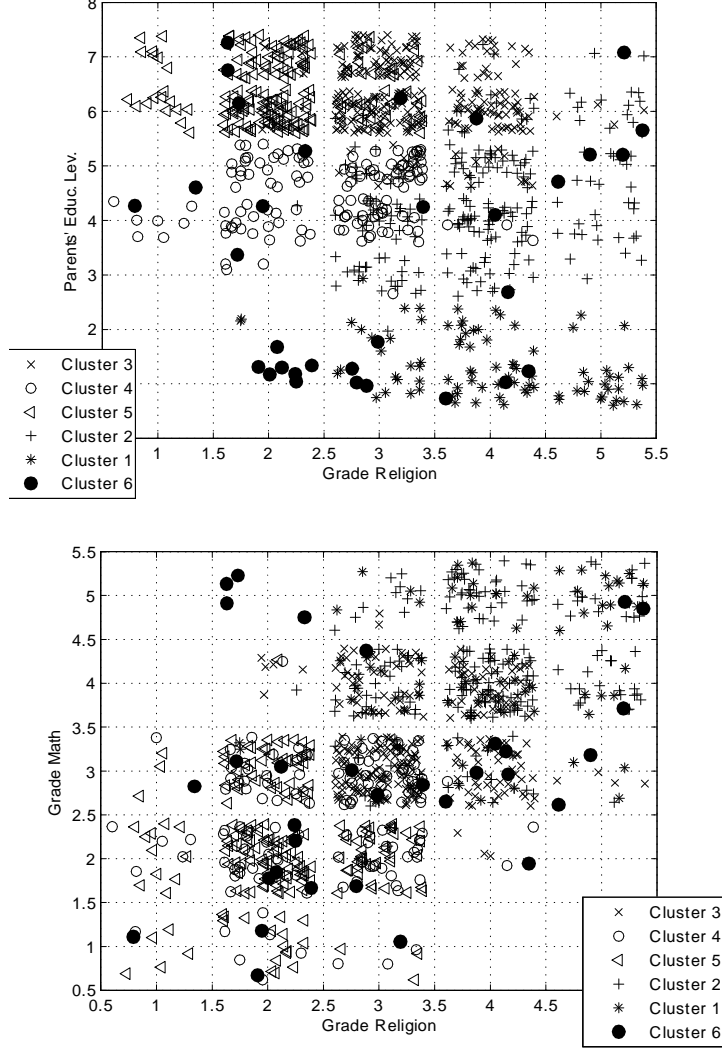 8
7
6
5
4
3
2
Parents' Educ. Lev.
1 1.5 2 2.5 3 3.5 4 4.5 5 5.5
Grade Religion
Cluster 3
Cluster 4
Cluster 5
Cluster 2
Cluster 1
Cluster 6
5.5
5
4.5
4
3.5
3
2.5
2
1.5
1
0.5
Grade Math
0.5 1 1.5 2 2.5 3 3.5 4 4.5
Grade Religion
Cluster 3
Cluster 4
Cluster 5
Cluster 2
Cluster 1
Cluster 6